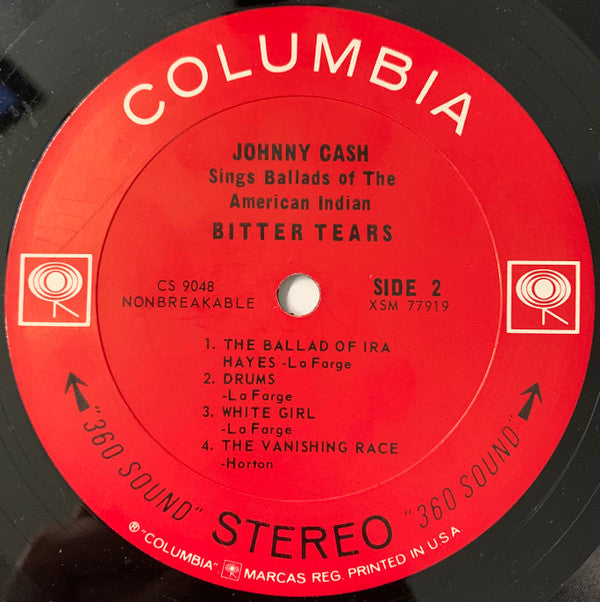 COLUMBIA
JOHNNY CASH
Sings Ballads of The
American Indian
BITTER TEARS
CS 9048
NONBREAKABLE
SIDE 2
XSM 77919
1. THE BALLAD OF IRA
HAYES -La Farge
2. DRUMS
-La Farge
3. WHITE GIRL
-La Farge
4. THE VANISHING RACE
-Horton
"360 SOUND" STEREO "360 SOUND"
® "COLUMBIA" MARCAS REG. PRINTED IN U.S.A.